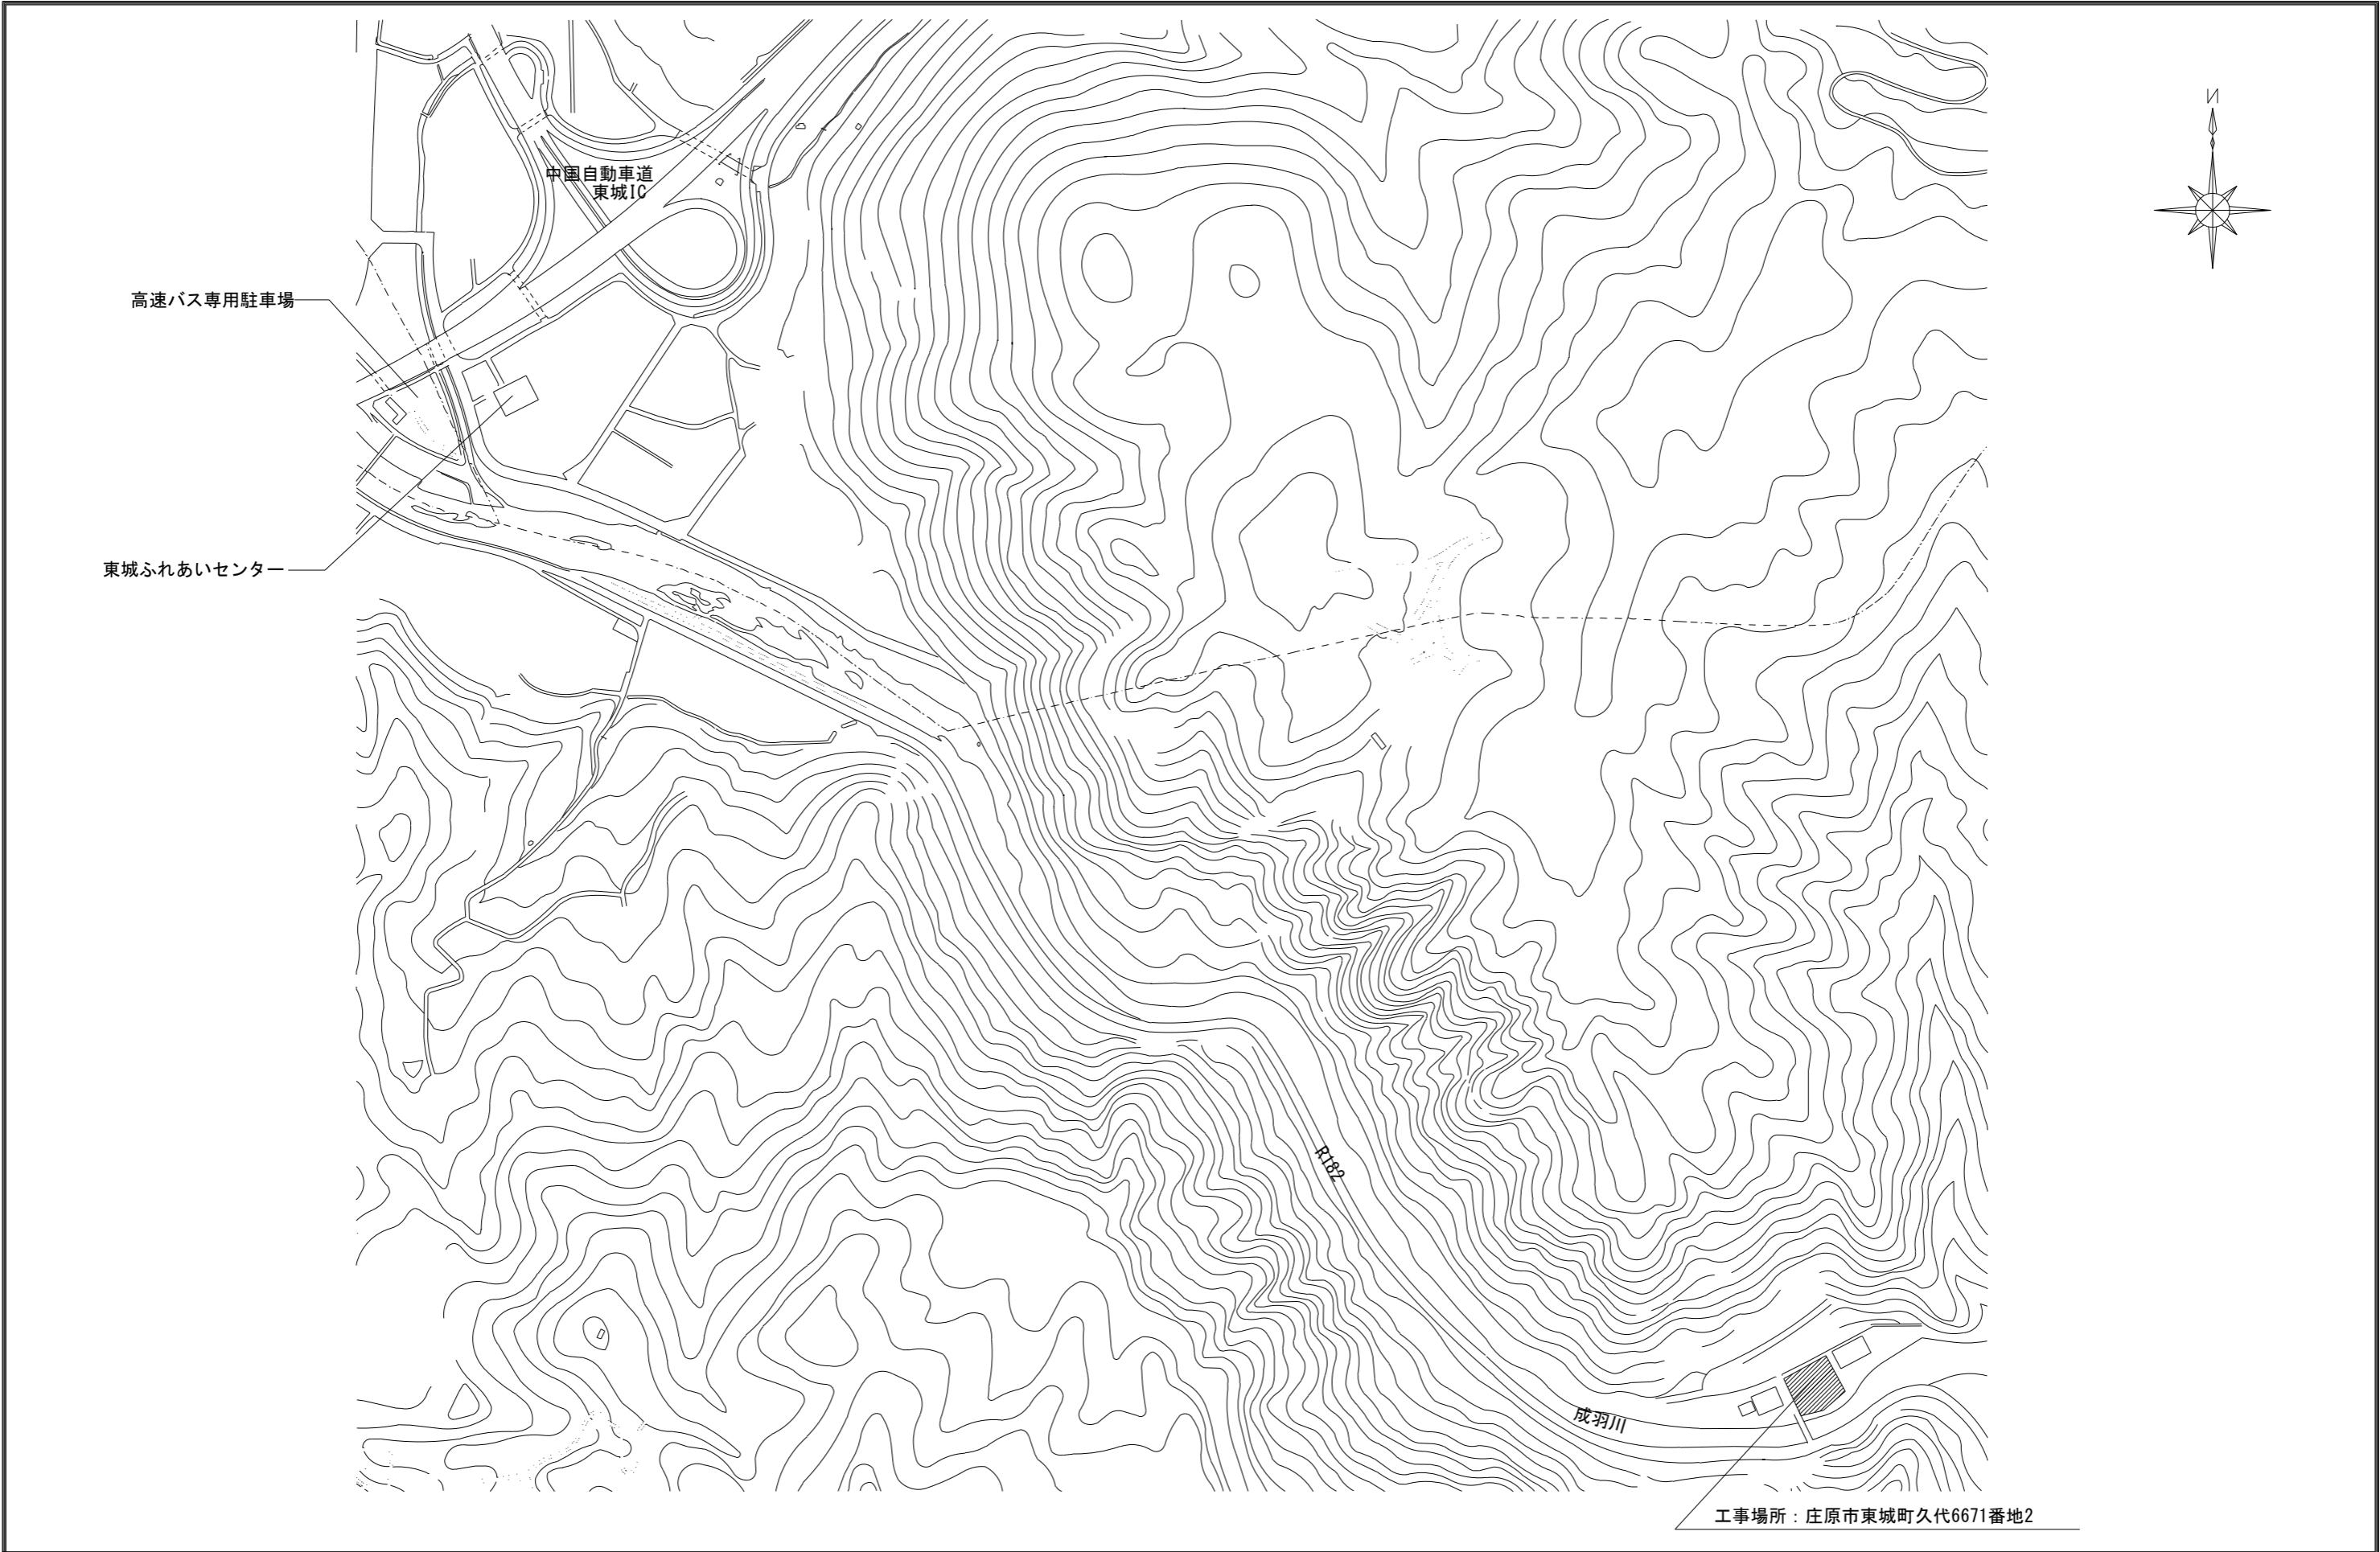 N
中国自動車道
東城IC
高速バス専用駐車場
東城ふれあいセンター
R182
成羽川
工事場所：庄原市東城町久代6671番地2